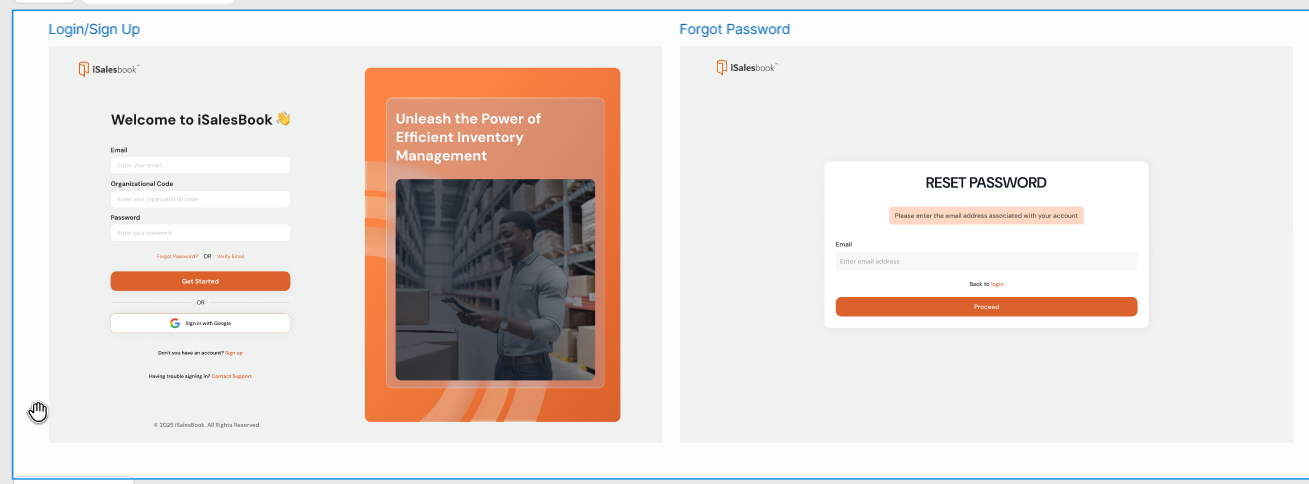 Login/Sign Up
iSalesbook™
Welcome to iSalesBook 👋
Email
Enter your email
Organizational Code
Enter your organizational code
Password
Enter your password
Forgot Password? OR Verify Email
Get Started
OR
Sign in with Google
Don't you have an account? Sign up
Having trouble signing in? Contact Support
© 2025 iSalesBook. All Rights Reserved
Unleash the Power of
Efficient Inventory
Management
Forgot Password
iSalesbook™
RESET PASSWORD
Please enter the email address associated with your account
Email
Enter email address
Back to login
Proceed